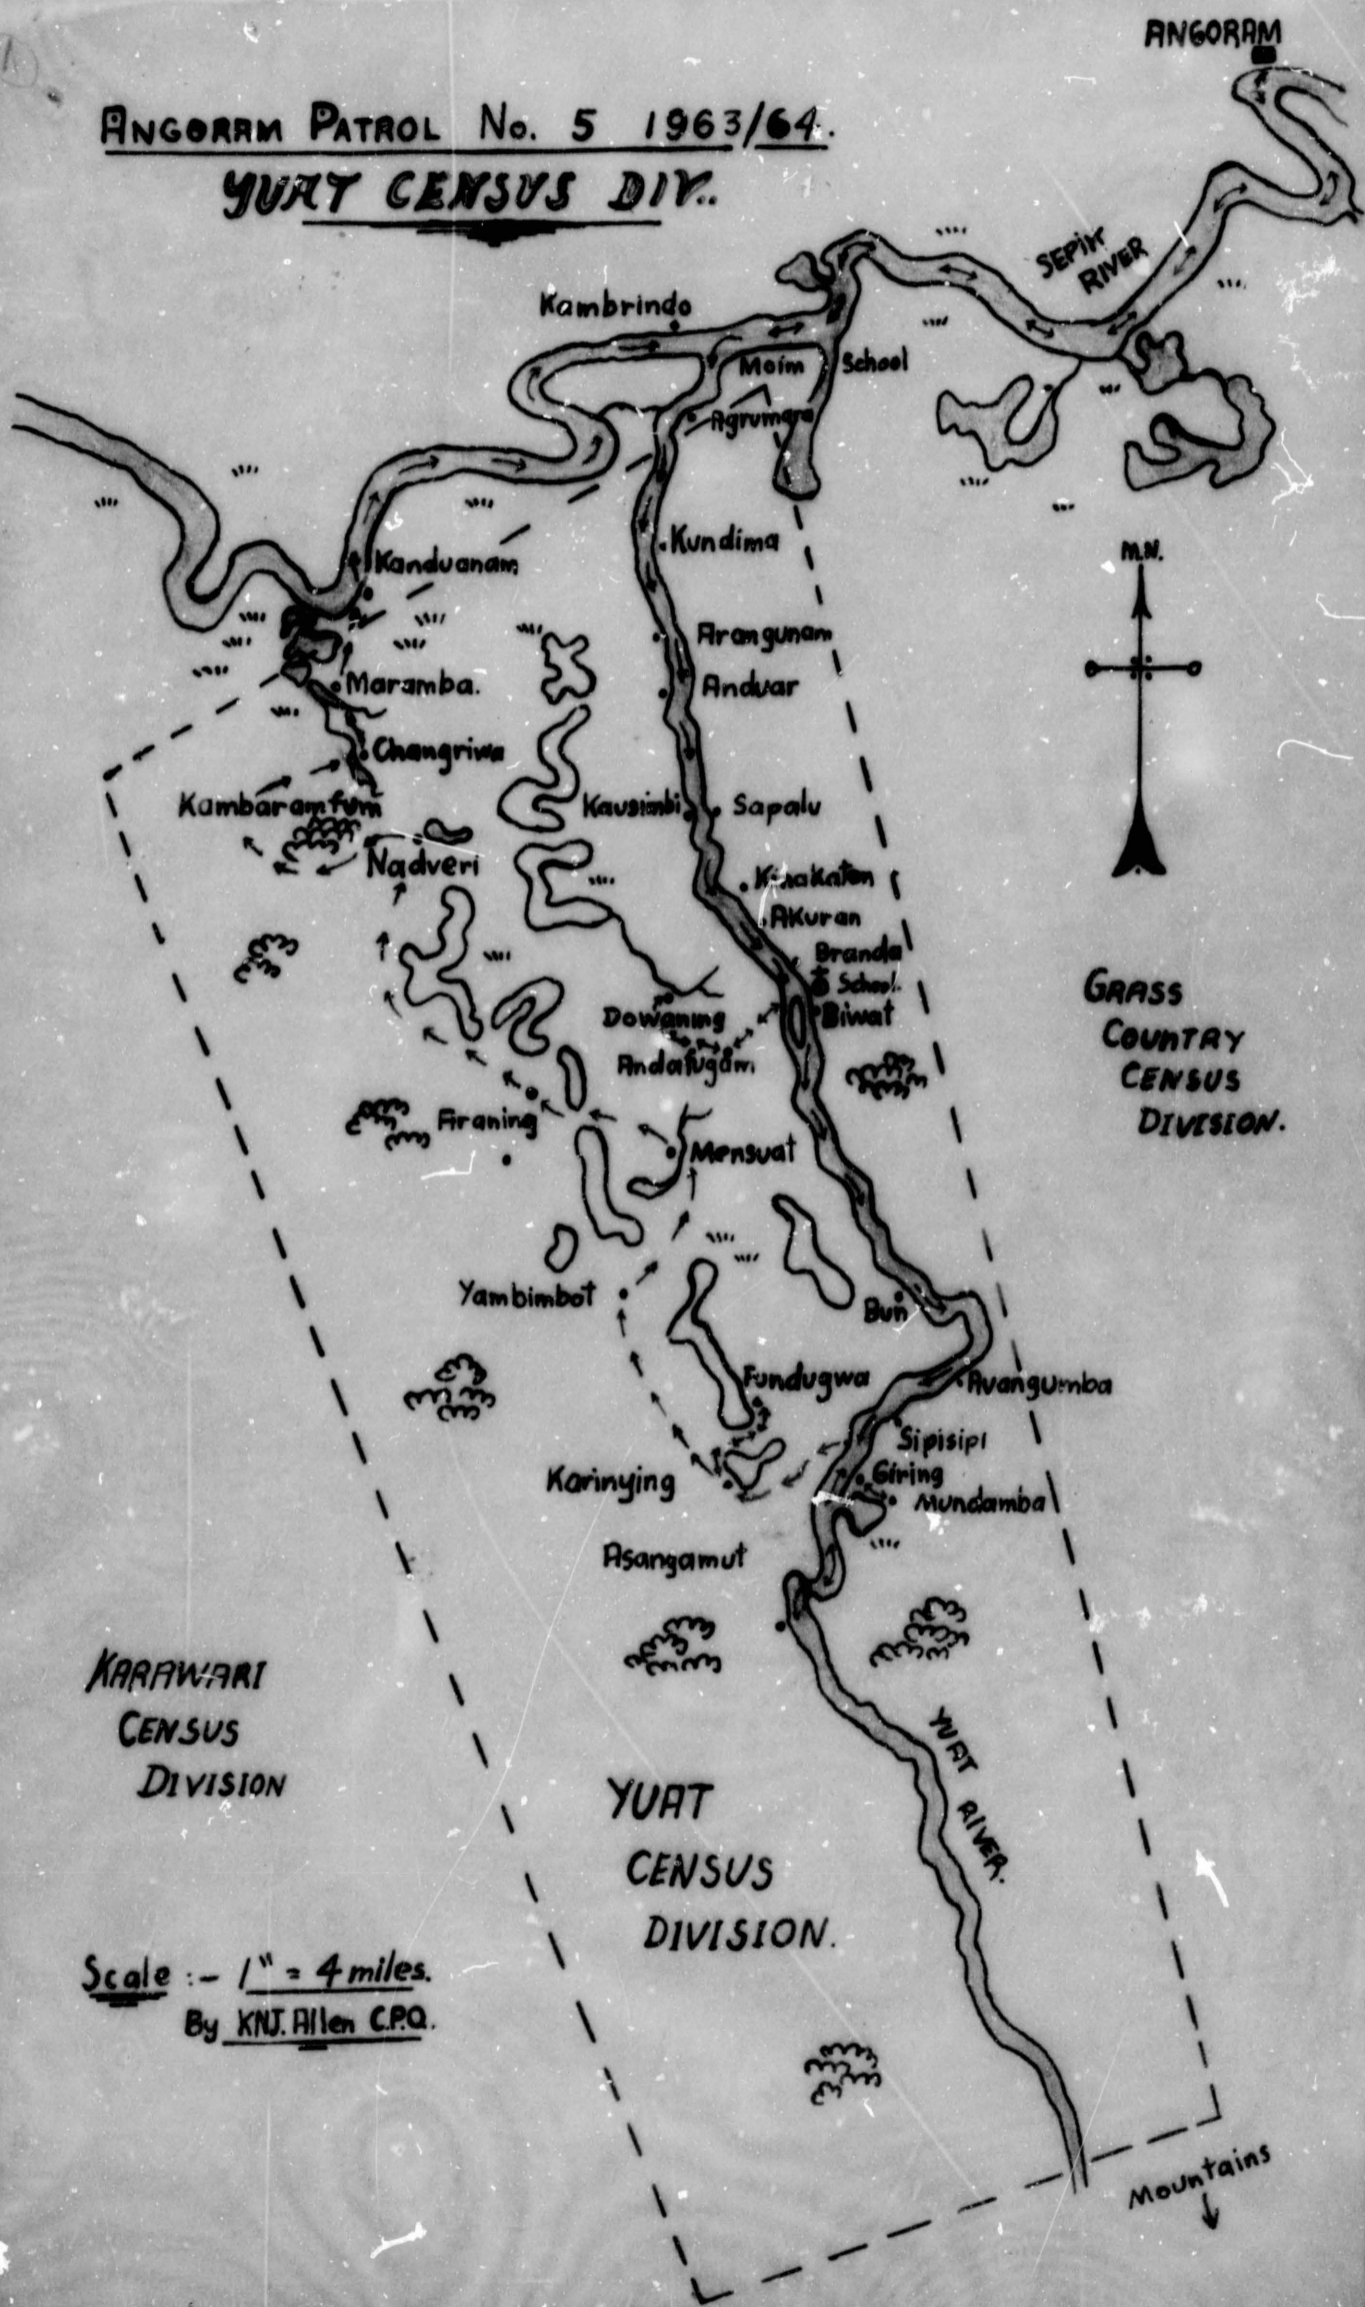 ANGORAM
ANGORAM PATROL No. 5 1963/64.
YUAT CENSUS DIV..
SEPIK
RIVER
Kambrindo
Moim
School
Agrumara
Kundima
M.N.
Kanduanam
Arangunam
Maramba.
Anduar
Changriwa
Kambaramfum
Kausimbi
Sapalu
Nadveri
Kinakaten
Akuran
Branda
School.
Dowaning
Biwat
GRASS
COUNTRY
CENSUS
DIVISION.
Andafugam
Araning
Mensuat
Yambimbot
Bun
Fundugwa
Avangumba
Sipisipi
Karinying
Giring
Mundamba
Asangamut
KARAWARI
CENSUS
DIVISION
YUAT
RIVER.
YUAT
CENSUS
DIVISION.
Scale :- 1" = 4 miles.
By KNJ. Allen C.P.O.
Mountains